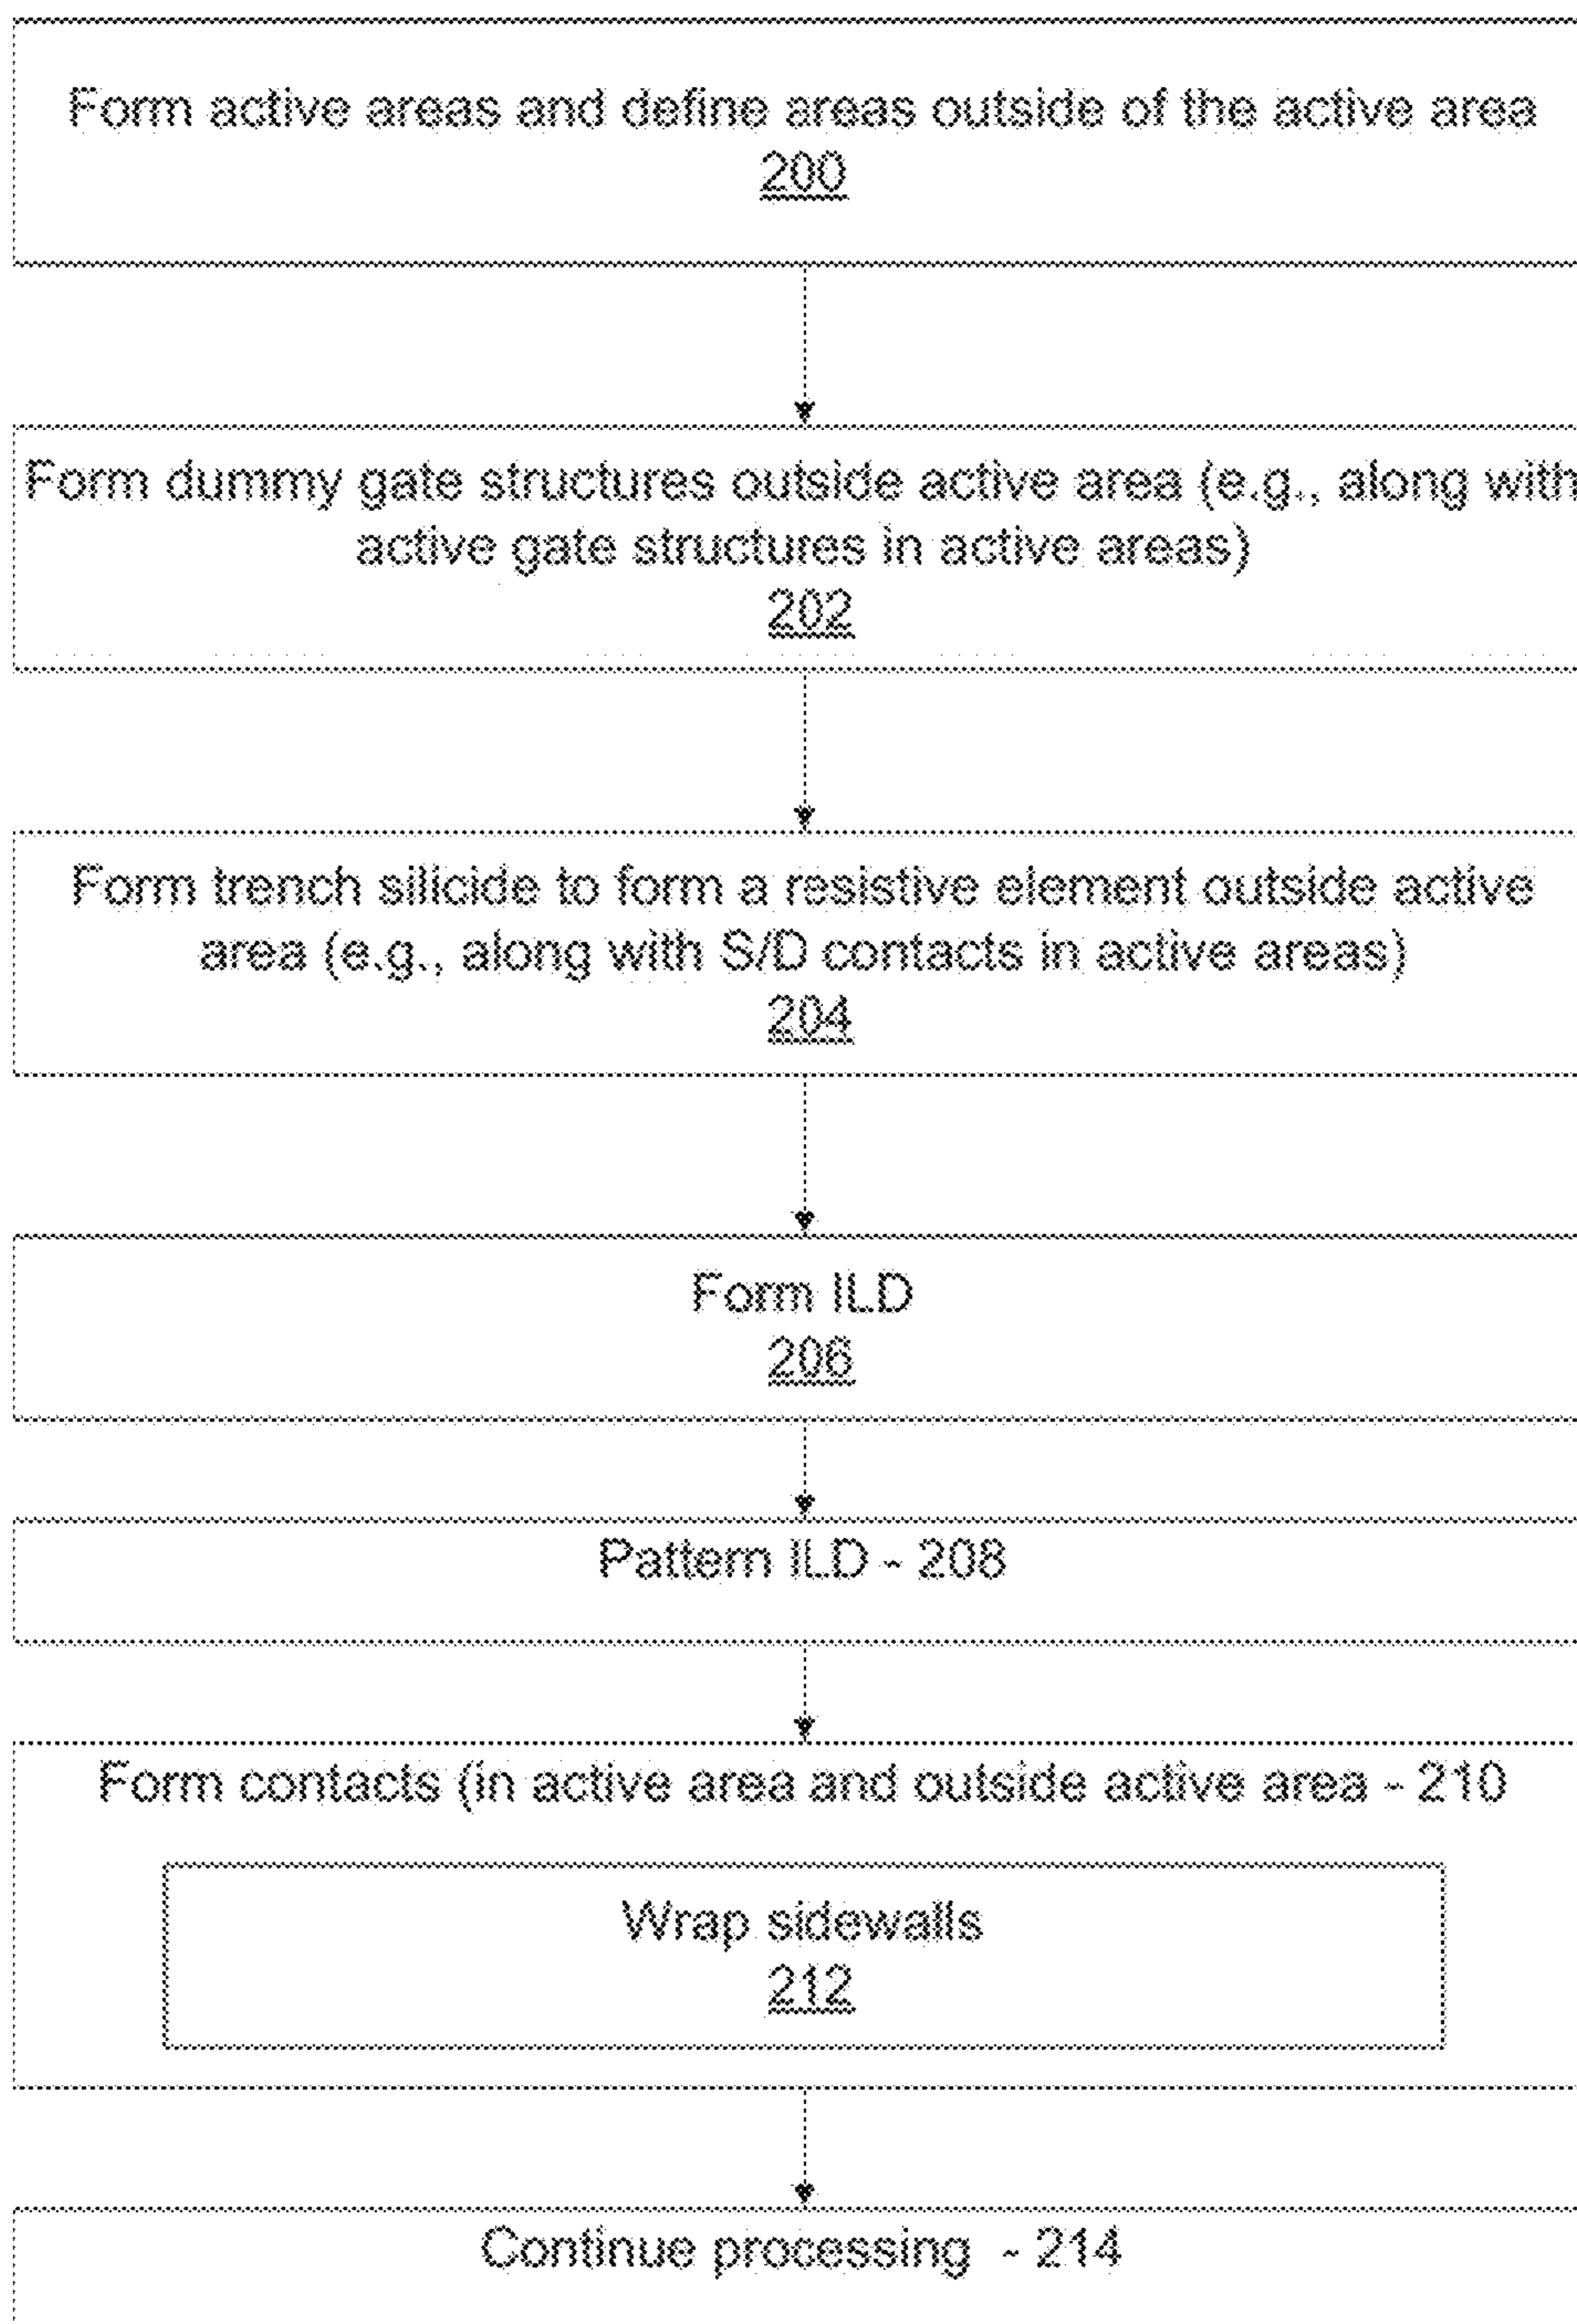 Form active areas and define areas outside of the active area
200
Form dummy gate structures outside active area (e.g., along with
active gate structures in active areas)
202
Form trench silicide to form a resistive element outside active
area (e.g., along with S/D contacts in active areas)
204
Form ILD
206
Pattern ILD - 208
Form contacts (in active area and outside active area - 210
Wrap sidewalls
212
Continue processing - 214